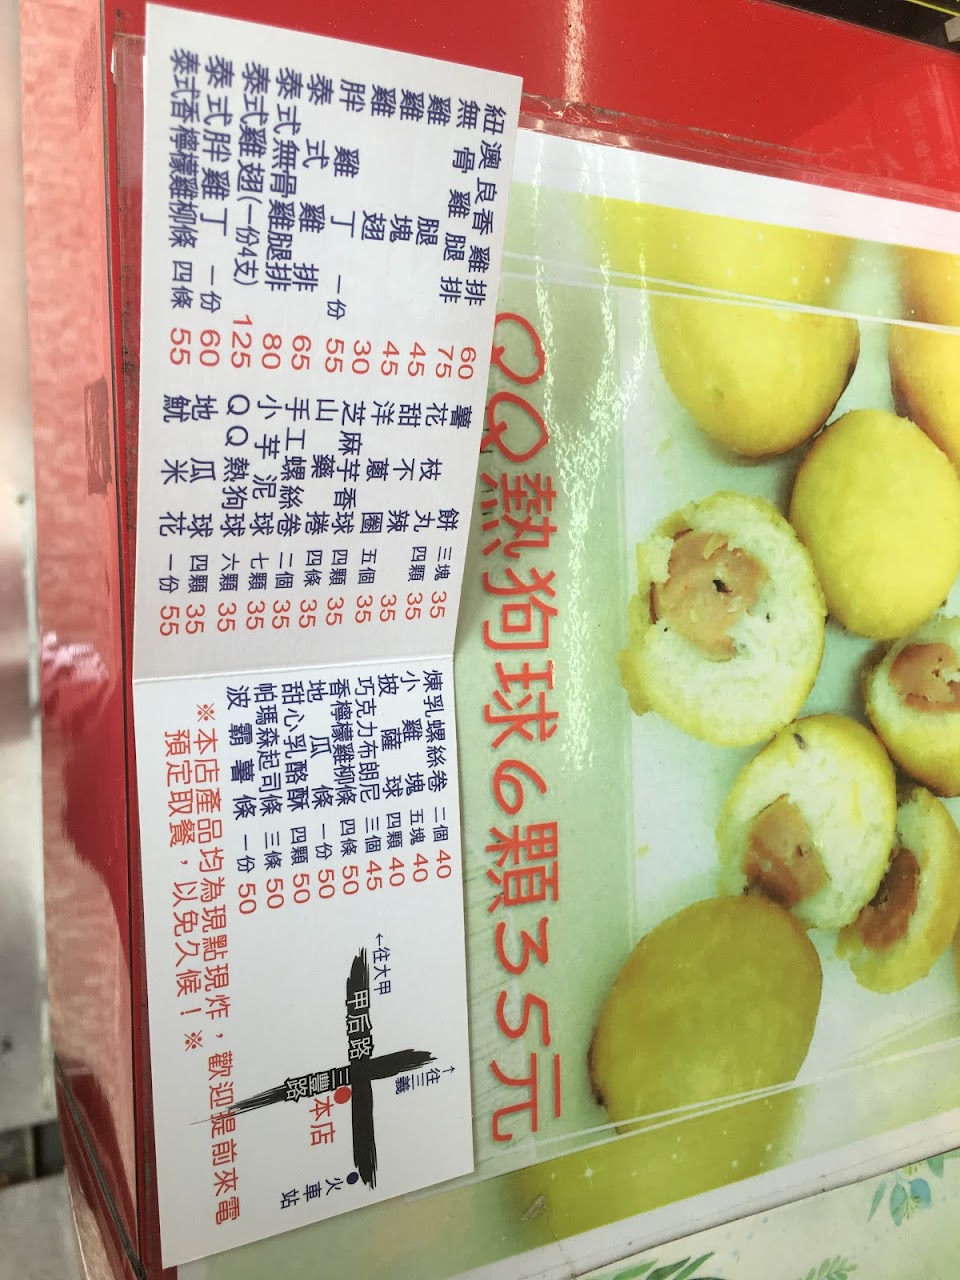 紐澳良香雞排 60
無骨雞腿排 75
雞腿 45
雞塊 45
雞翅 30
胖雞丁 一份 55
泰式雞排 65
泰式無骨雞腿排 80
泰式雞翅(一份4支) 125
泰式胖雞丁 一份 60
泰式香檸檬雞柳條 四條 55
薯餅 三塊 35
花枝丸 四顆 35
甜不辣 35
洋蔥圈 五個 35
芝麻芋香球 四顆 35
山藥捲 四條 35
手工螺絲卷 二個 35
小芋泥球 七顆 35
QQ熱狗球 六顆 35
地瓜球 四顆 35
魷米花 一份 55
煉乳螺絲卷 二個 40
小雞塊 五塊 40
披薩球 四顆 40
巧克力布朗尼 三個 45
香檸檬雞柳條 四條 50
地瓜條 一份 50
甜心乳酪酥 四顆 50
帕瑪森起司條 三條 50
波霸薯條 一份 50
※本店產品均為現點現炸，歡迎提前來電
預定取餐，以免久候！※
←往大甲
甲后路
↑往三義
三豐路
本店
火車站
QQ熱狗球6顆35元